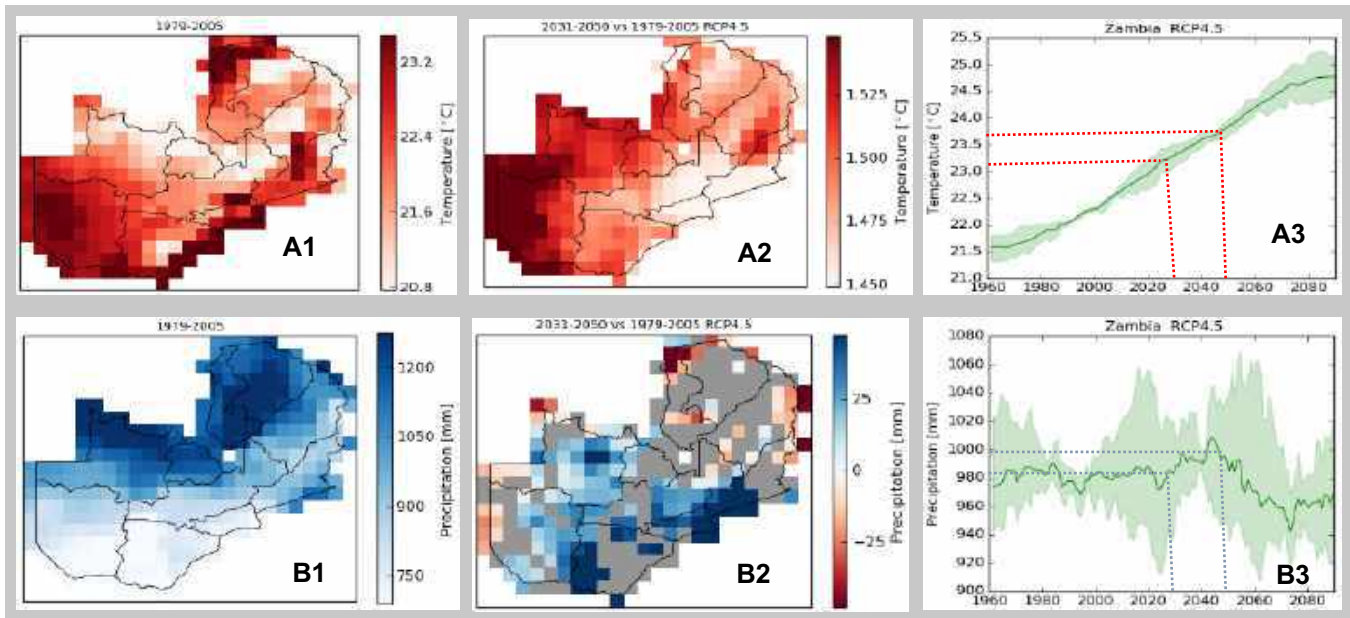 1979-2005
23.2
22.4
21.6
20.8
Temperature [°C]
A1
2031-2050 vs 1979-2005 RCP4.5
1.525
1.500
1.475
1.450
Temperature [°C]
A2
Zambia RCP4.5
25.5
25.0
24.5
24.0
23.5
23.0
22.5
22.0
21.5
21.0
Temperature [°C]
1960 1980 2000 2020 2040 2060 2080
A3
1979-2005
1200
1050
900
750
Precipitation [mm]
B1
2031-2050 vs 1979-2005 RCP4.5
25
0
−25
Precipitation [mm]
B2
Zambia RCP4.5
1080
1060
1040
1020
1000
980
960
940
920
900
Precipitation [mm]
1960 1980 2000 2020 2040 2060 2080
B3